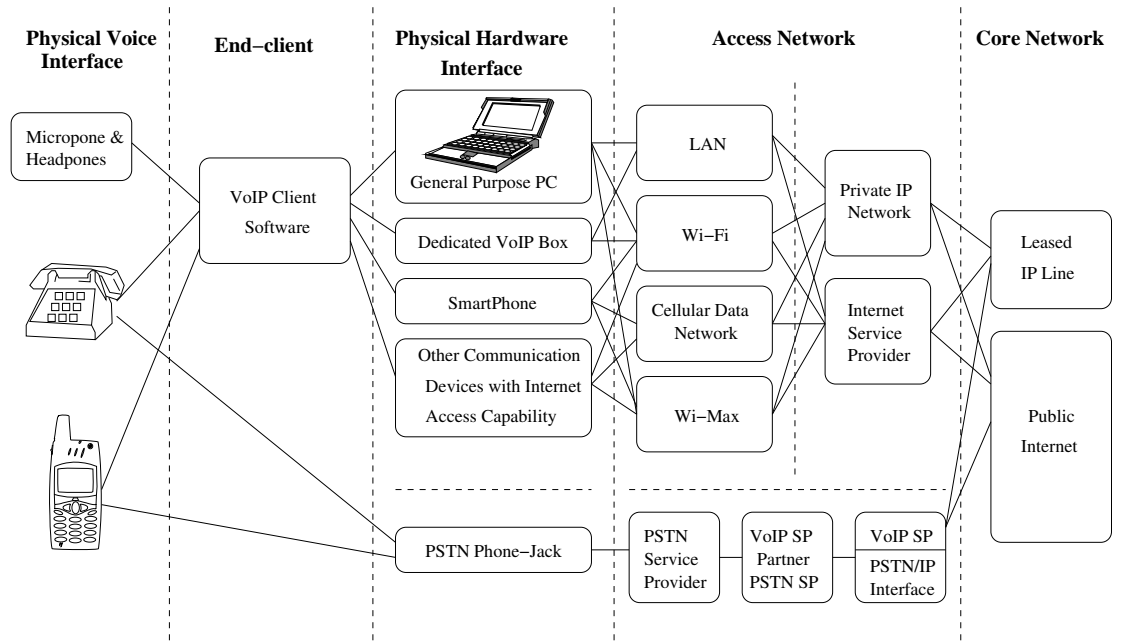 Physical Voice
Interface
End−client
Physical Hardware
Interface
Access Network
Core Network
Micropone &
Headpones
VoIP Client
Software
General Purpose PC
Dedicated VoIP Box
SmartPhone
Other Communication
Devices with Internet
Access Capability
PSTN Phone−Jack
LAN
Wi−Fi
Cellular Data
Network
Wi−Max
Private IP
Network
Internet
Service
Provider
PSTN
Service
Provider
VoIP SP
Partner
PSTN SP
VoIP SP
PSTN/IP
Interface
Leased
IP Line
Public
Internet